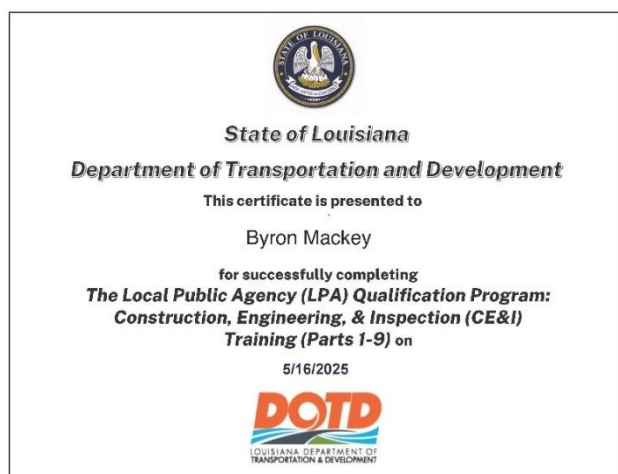 STATE OF LOUISIANA
State of Louisiana
Department of Transportation and Development
This certificate is presented to
Byron Mackey
for successfully completing
The Local Public Agency (LPA) Qualification Program:
Construction, Engineering, & Inspection (CE&I)
Training (Parts 1-9) on
5/16/2025
DOTD
LOUISIANA DEPARTMENT OF
TRANSPORTATION & DEVELOPMENT